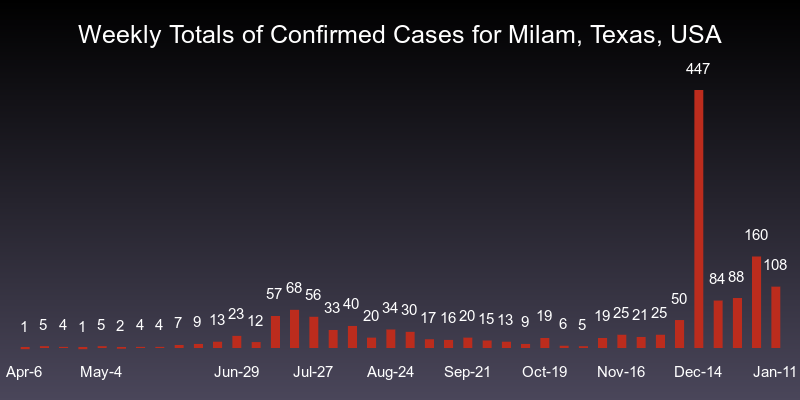 Weekly Totals of Confirmed Cases for Milam, Texas, USA
447
160
108
84 88
68
57 56
50
40
33 34 30
23 20 19 19 25 21 25
13 12 17 16 20 15 13
1 5 4 1 5 2 4 4 7 9 9 6 5
Apr-6 May-4 Jun-29 Jul-27 Aug-24 Sep-21 Oct-19 Nov-16 Dec-14 Jan-11